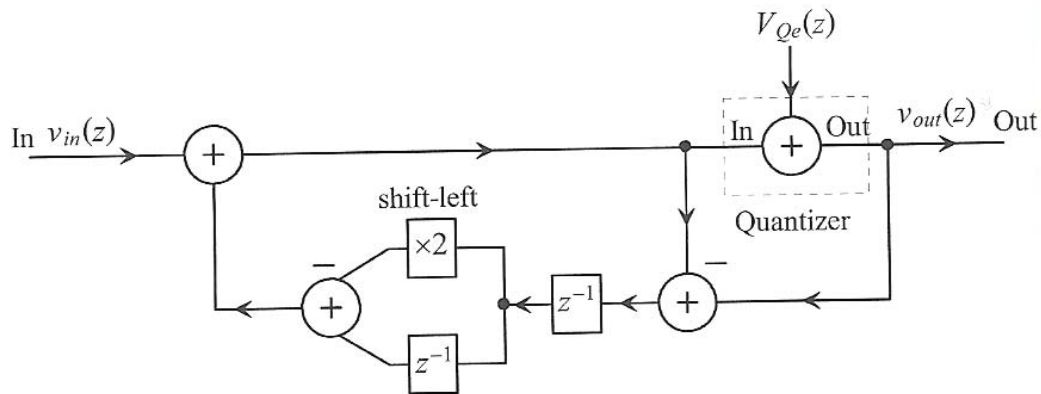 V_{Qe}(z)
In v_{in}(z)
+
In
+
Out
v_{out}(z)
Out
shift-left
−
×2
Quantizer
−
+
z^{-1}
+
z^{-1}